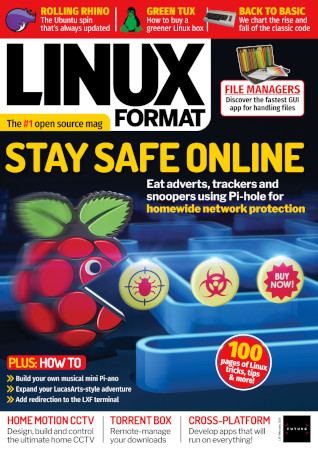 ROLLING RHINO
The Ubuntu spin
that's always updated
GREEN TUX
How to buy a
greener Linux box
BACK TO BASIC
We chart the rise and
fall of the classic code
LINUX
FORMAT
The #1 open source mag
FILE MANAGERS
Discover the fastest GUI
app for handling files
STAY SAFE ONLINE
Eat adverts, trackers and
snoopers using Pi-hole for
homewide network protection
BUY
NOW!
100
pages of Linux
tricks, tips
& more!
PLUS: HOW TO
Build your own musical mini Pi-ano
Expand your LucasArts-style adventure
Add redirection to the LXF terminal
HOME MOTION CCTV
Design, build and control
the ultimate home CCTV
TORRENT BOX
Remote-manage
your downloads
CROSS-PLATFORM
Develop apps that will
run on everything!
FUTURE